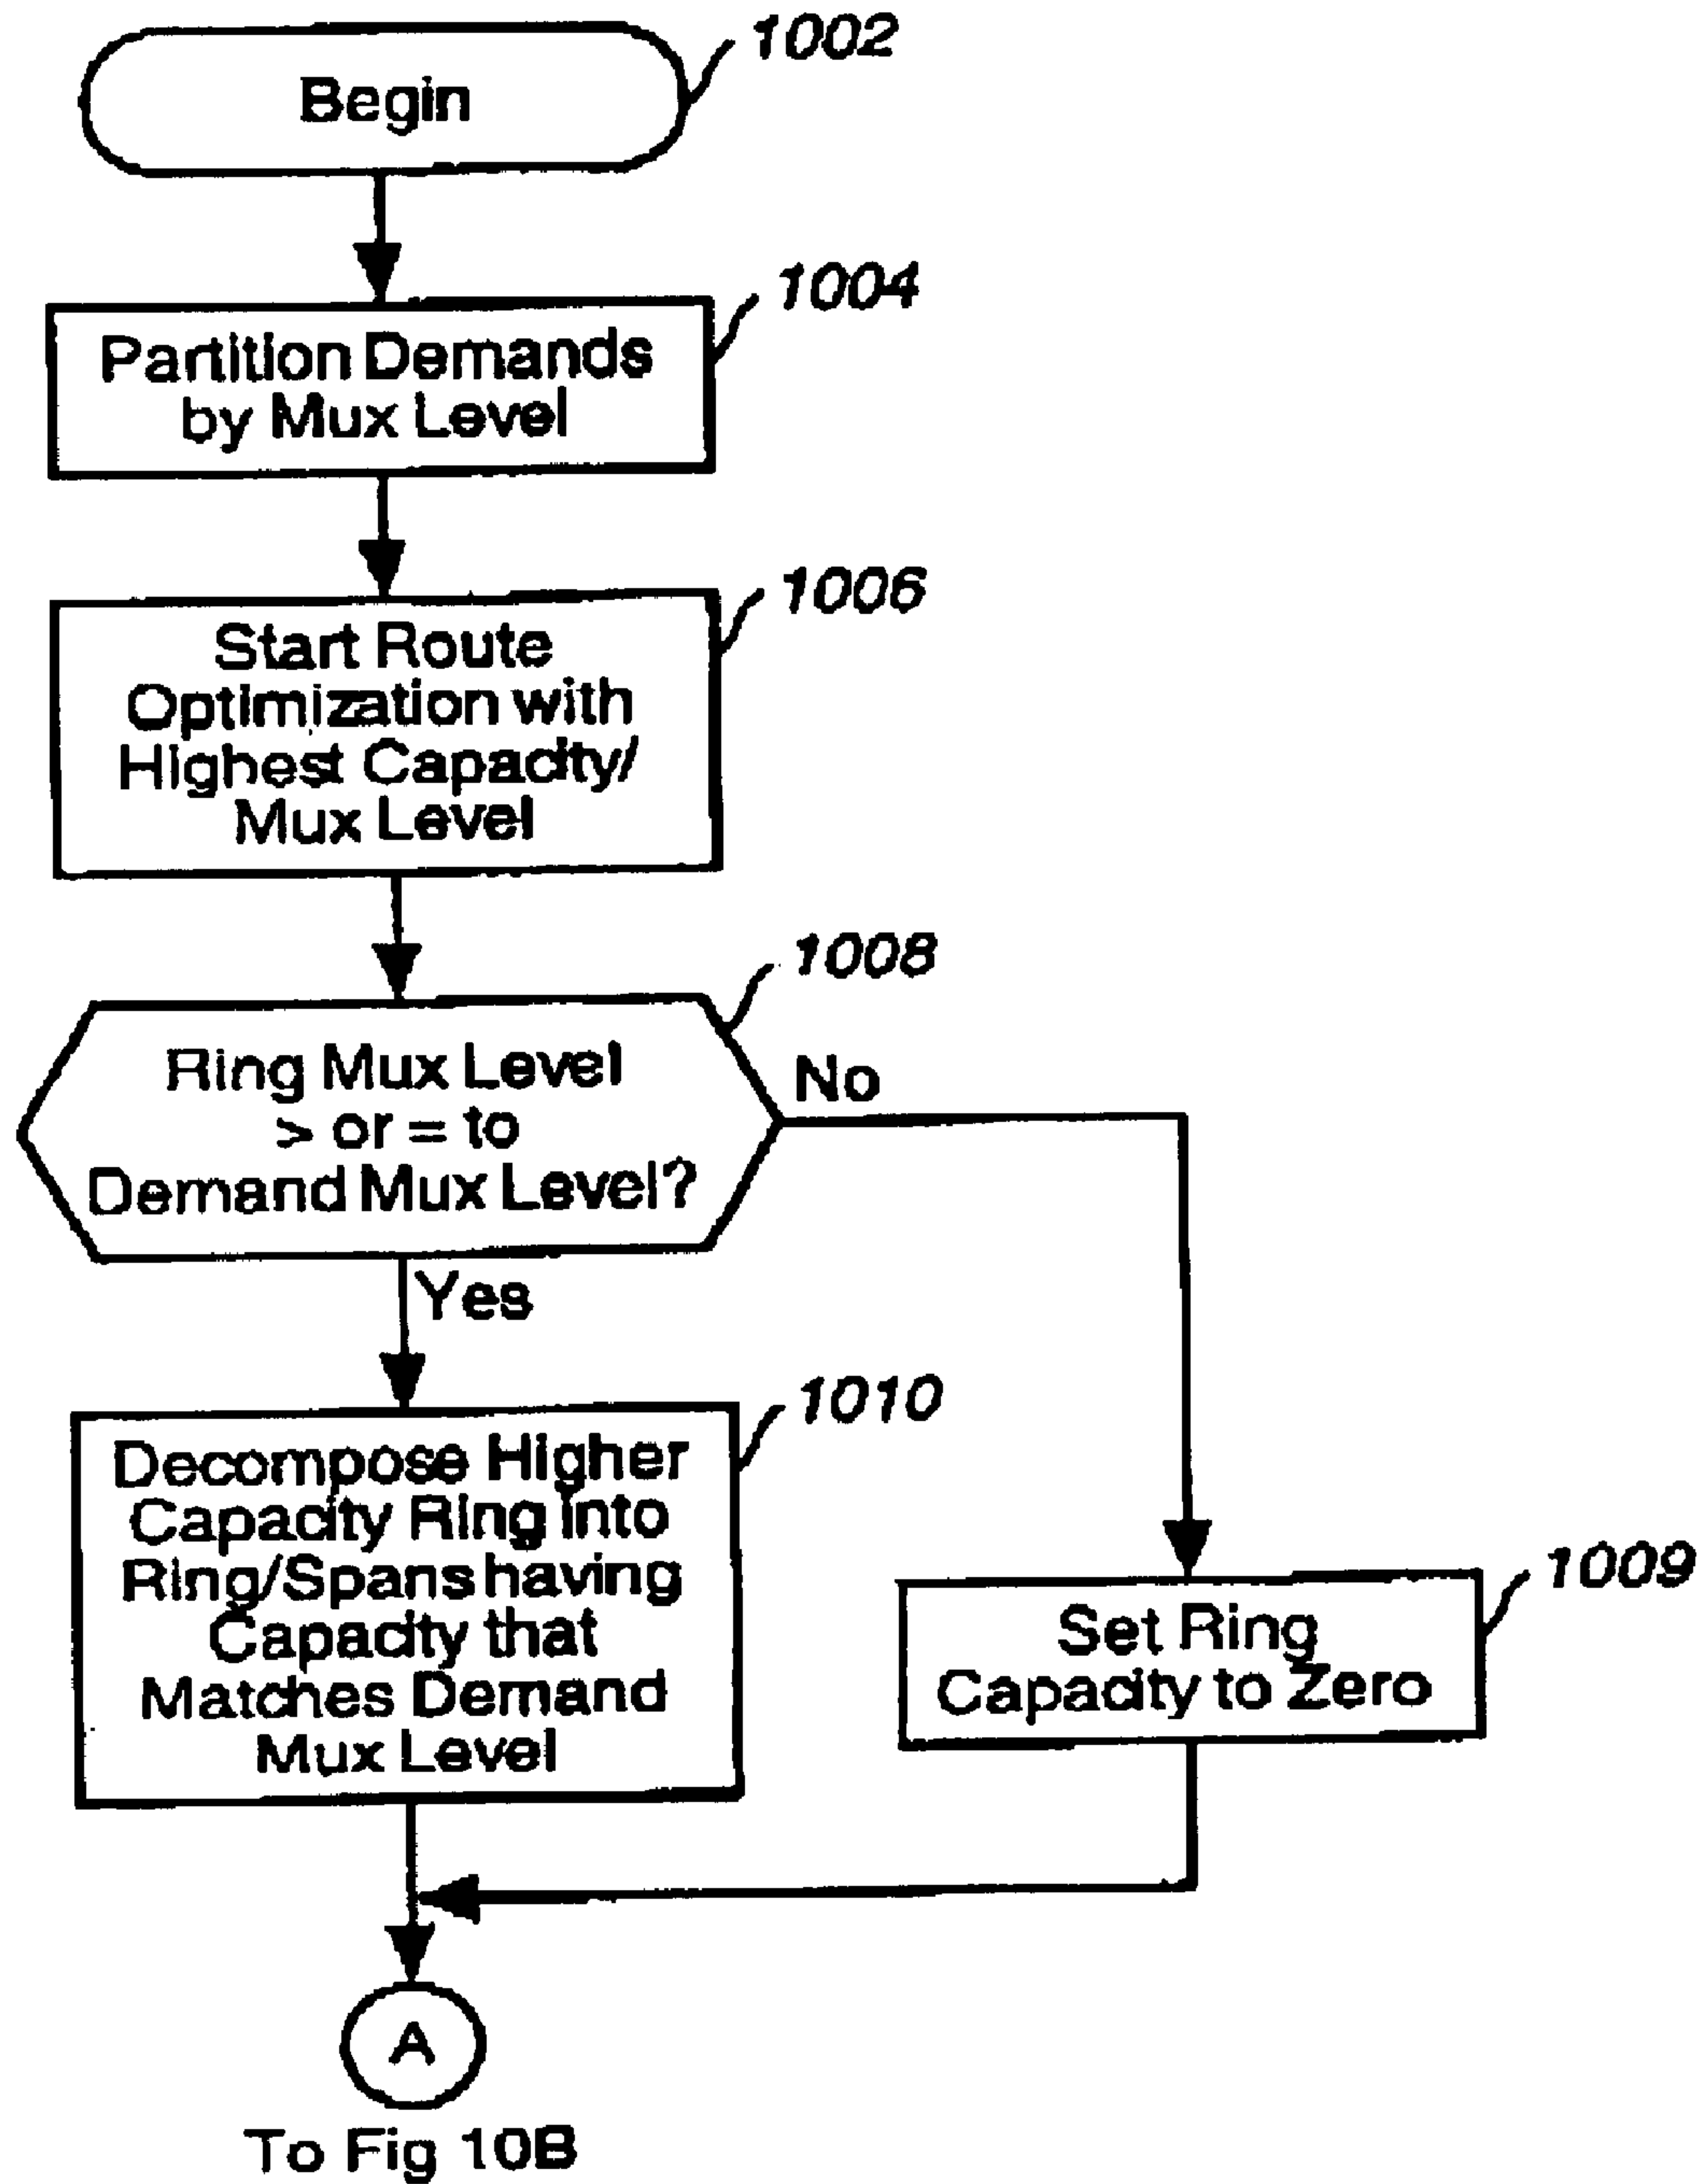 1002
Begin
1004
Partition Demands
by Mux Level
1006
Start Route
Optimization with
Highest Capacity/
Mux Level
1008
Ring Mux Level
> or = to
Demand Mux Level?
No
Yes
1010
Decompose Higher
Capacity Ring into
Ring/Spans having
Capacity that
Matches Demand
Mux Level
1009
Set Ring
Capacity to Zero
A
To Fig 10B